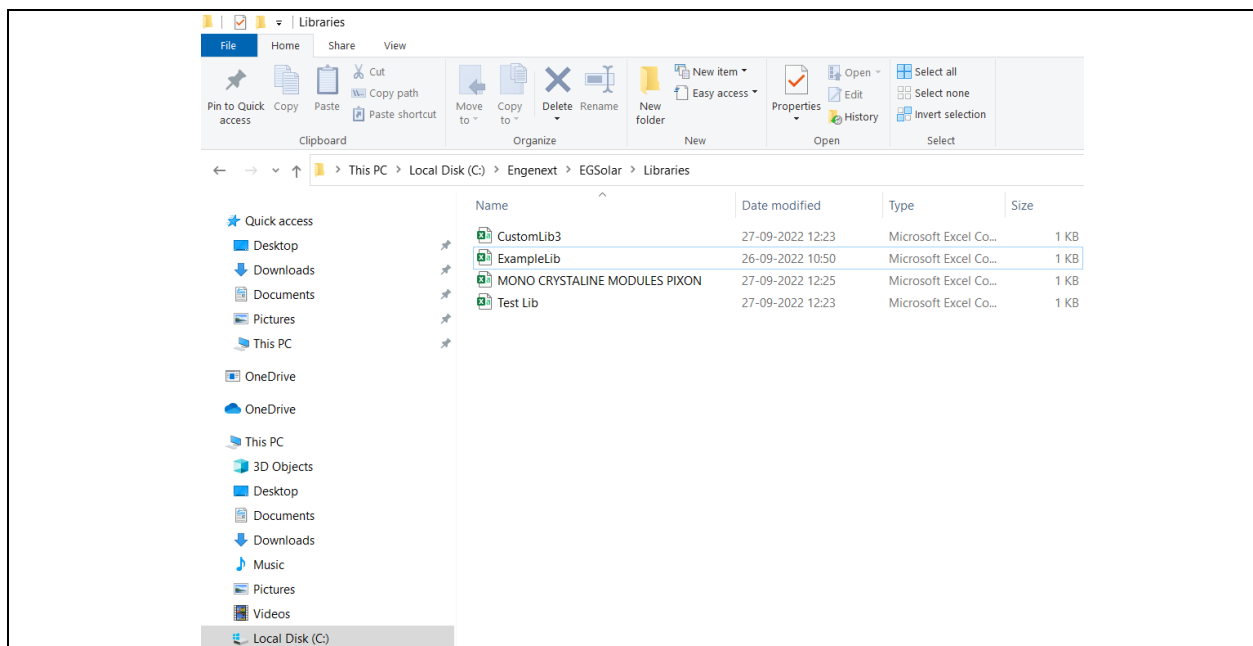 Libraries
File Home Share View
Pin to Quick access
Copy
Paste
Cut
Copy path
Paste shortcut
Move to
Copy to
Delete
Rename
New folder
New item
Easy access
Properties
Open
Edit
History
Select all
Select none
Invert selection
Clipboard Organize New Open Select
This PC > Local Disk (C:) > Engenext > EGSolar > Libraries
Name Date modified Type Size
CustomLib3 27-09-2022 12:23 Microsoft Excel Co... 1 KB
ExampleLib 26-09-2022 10:50 Microsoft Excel Co... 1 KB
MONO CRYSTALINE MODULES PIXON 27-09-2022 12:25 Microsoft Excel Co... 1 KB
Test Lib 27-09-2022 12:23 Microsoft Excel Co... 1 KB
Quick access
Desktop
Downloads
Documents
Pictures
This PC
OneDrive
OneDrive
This PC
3D Objects
Desktop
Documents
Downloads
Music
Pictures
Videos
Local Disk (C:)